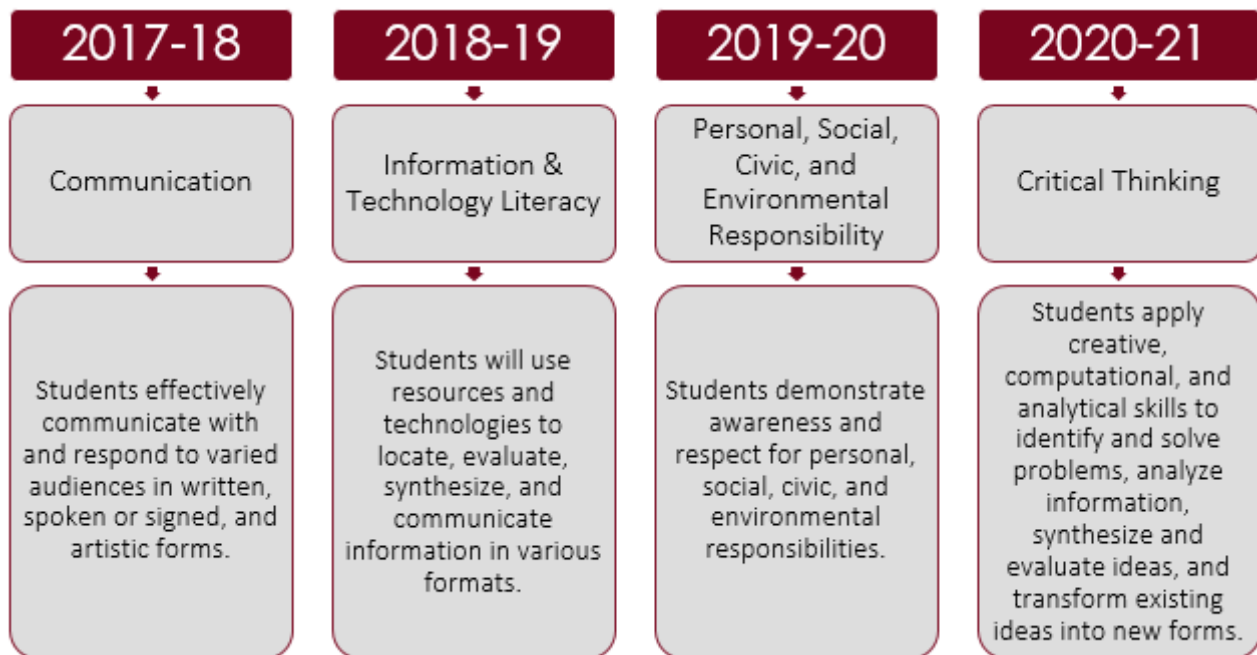 2017-18
Communication
Students effectively
communicate with
and respond to varied
audiences in written,
spoken or signed, and
artistic forms.
2018-19
Information &
Technology Literacy
Students will use
resources and
technologies to
locate, evaluate,
synthesize, and
communicate
information in various
formats.
2019-20
Personal, Social,
Civic, and
Environmental
Responsibility
Students demonstrate
awareness and
respect for personal,
social, civic, and
environmental
responsibilities.
2020-21
Critical Thinking
Students apply
creative,
computational, and
analytical skills to
identify and solve
problems, analyze
information,
synthesize and
evaluate ideas, and
transform existing
ideas into new forms.